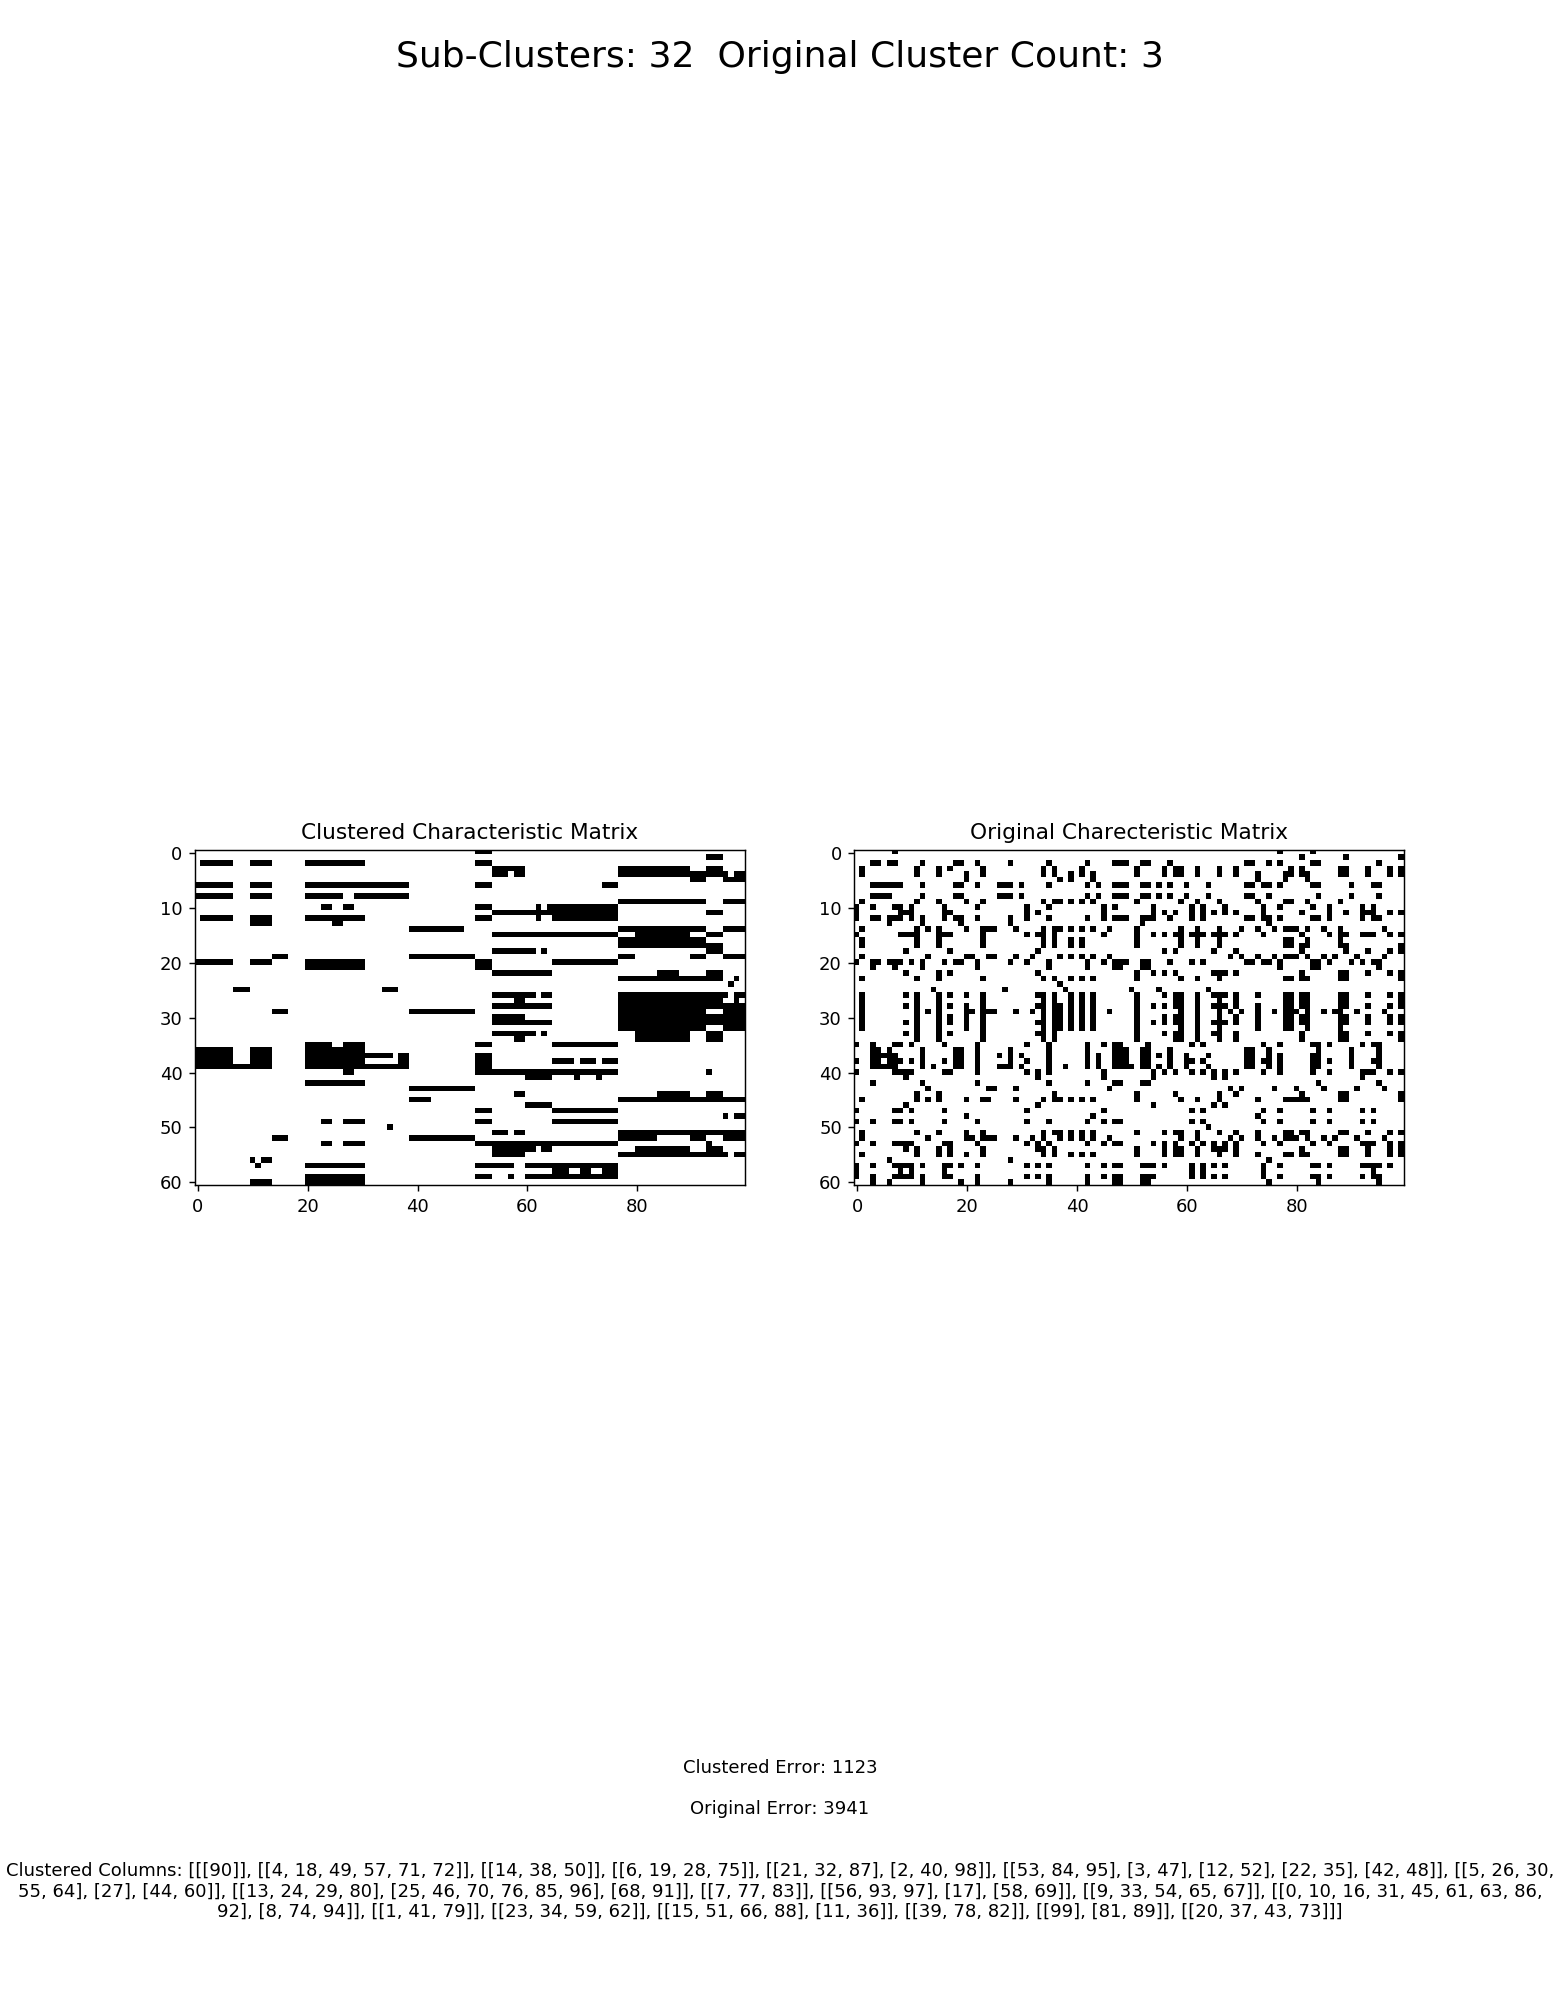 Sub-Clusters: 32  Original Cluster Count: 3
Clustered Characteristic Matrix
Original Charecteristic Matrix
0
10
20
30
40
50
60
0 20 40 60 80
0
10
20
30
40
50
60
0 20 40 60 80
Clustered Error: 1123
Original Error: 3941
Clustered Columns: [[[90]], [[4, 18, 49, 57, 71, 72]], [[14, 38, 50]], [[6, 19, 28, 75]], [[21, 32, 87], [2, 40, 98]], [[53, 84, 95], [3, 47], [12, 52], [22, 35], [42, 48]], [[5, 26, 30,
55, 64], [27], [44, 60]], [[13, 24, 29, 80], [25, 46, 70, 76, 85, 96], [68, 91]], [[7, 77, 83]], [[56, 93, 97], [17], [58, 69]], [[9, 33, 54, 65, 67]], [[0, 10, 16, 31, 45, 61, 63, 86,
92], [8, 74, 94]], [[1, 41, 79]], [[23, 34, 59, 62]], [[15, 51, 66, 88], [11, 36]], [[39, 78, 82]], [[99], [81, 89]], [[20, 37, 43, 73]]]